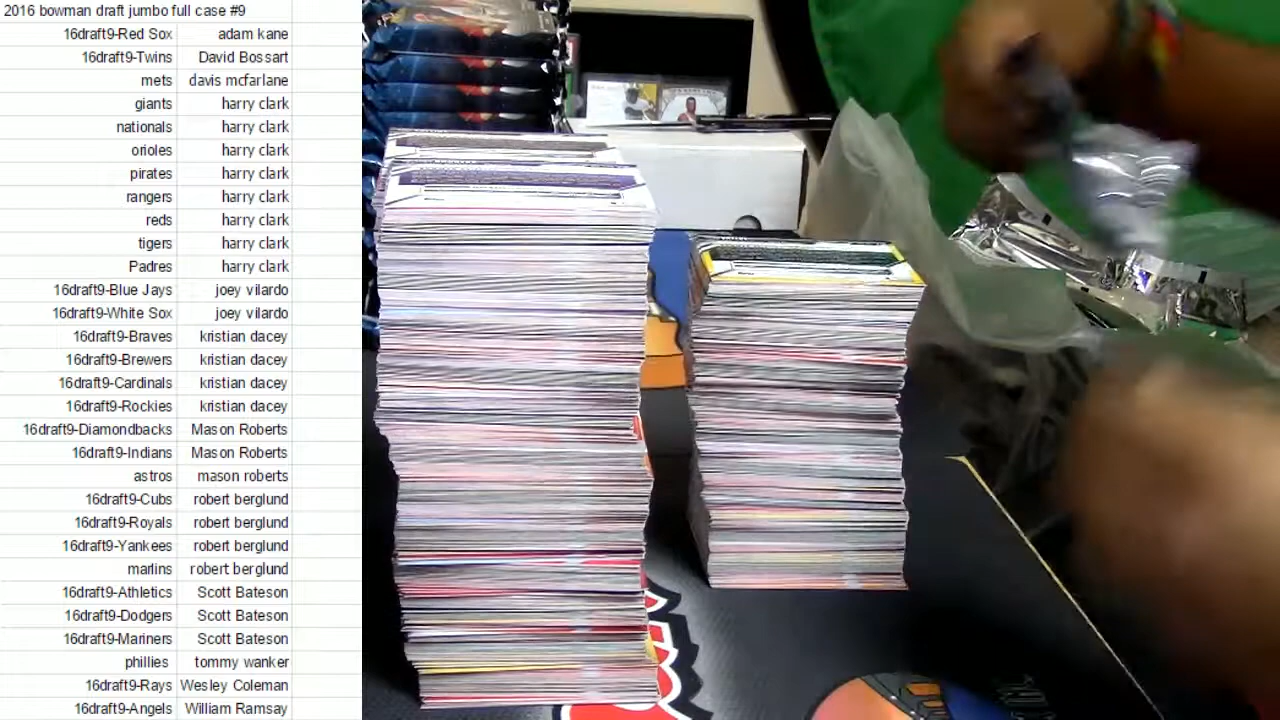 2016 bowman draft jumbo full case #9
16draft9-Red Sox adam kane
16draft9-Twins David Bossart
mets davis mcfarlane
giants harry clark
nationals harry clark
orioles harry clark
pirates harry clark
rangers harry clark
reds harry clark
tigers harry clark
Padres harry clark
16draft9-Blue Jays joey vilardo
16draft9-White Sox joey vilardo
16draft9-Braves kristian dacey
16draft9-Brewers kristian dacey
16draft9-Cardinals kristian dacey
16draft9-Rockies kristian dacey
16draft9-Diamondbacks Mason Roberts
16draft9-Indians Mason Roberts
astros mason roberts
16draft9-Cubs robert berglund
16draft9-Royals robert berglund
16draft9-Yankees robert berglund
marlins robert berglund
16draft9-Athletics Scott Bateson
16draft9-Dodgers Scott Bateson
16draft9-Mariners Scott Bateson
phillies tommy wanker
16draft9-Rays Wesley Coleman
16draft9-Angels William Ramsay